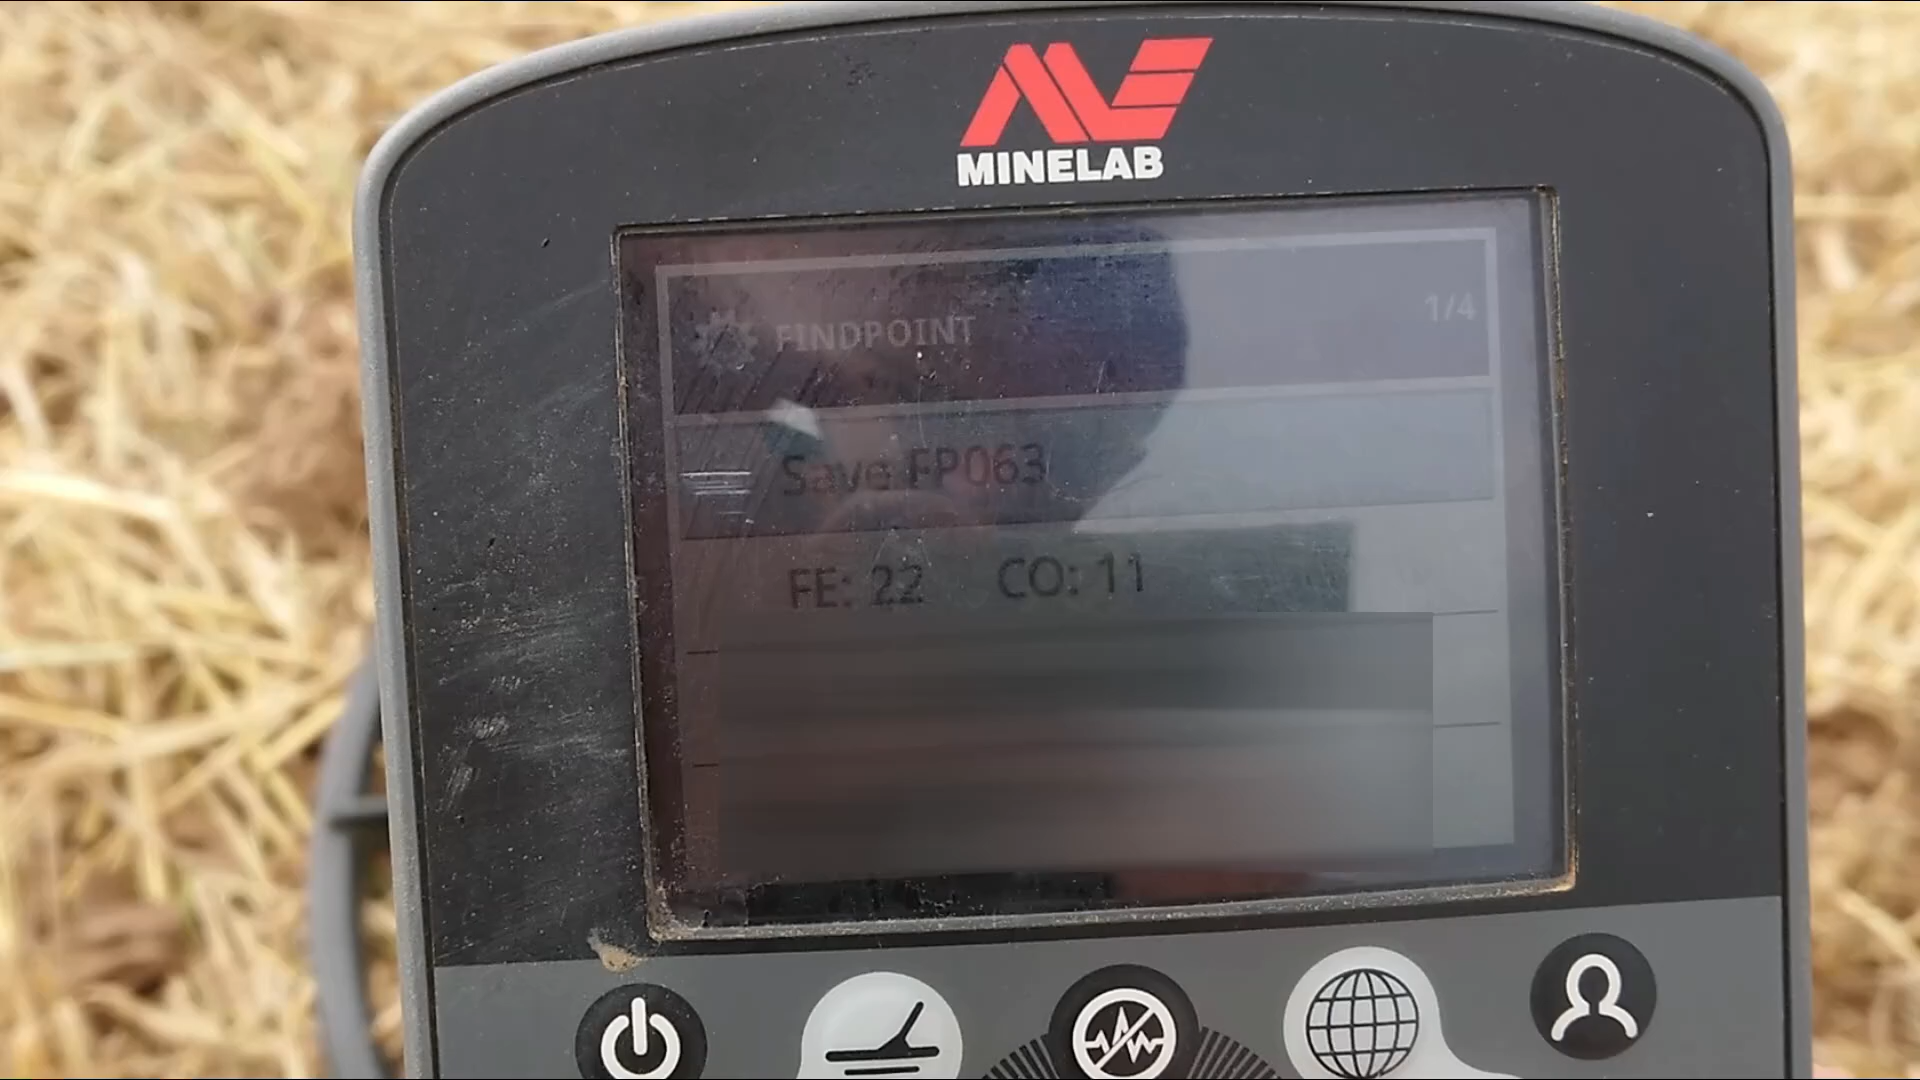 MINELAB
FINDPOINT 1/4
Save FP063
FE: 22 CO: 11